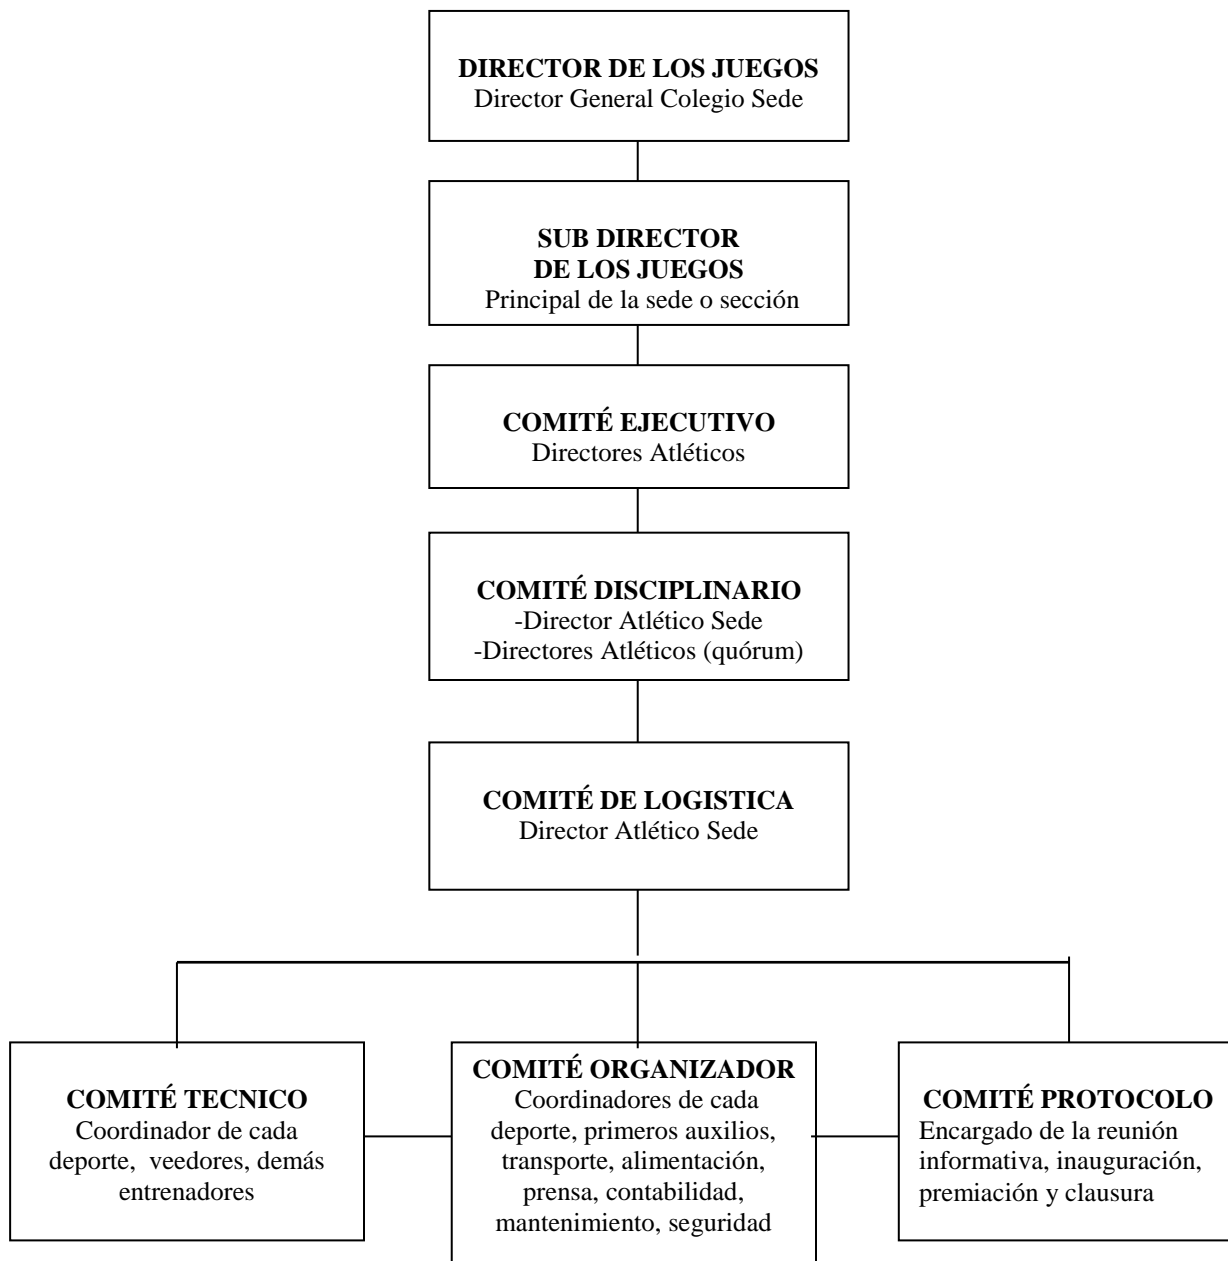 DIRECTOR DE LOS JUEGOS
Director General Colegio Sede
SUB DIRECTOR
DE LOS JUEGOS
Principal de la sede o sección
COMITÉ EJECUTIVO
Directores Atléticos
COMITÉ DISCIPLINARIO
-Director Atlético Sede
-Directores Atléticos (quórum)
COMITÉ DE LOGISTICA
Director Atlético Sede
COMITÉ TECNICO
Coordinador de cada
deporte, veedores, demás
entrenadores
COMITÉ ORGANIZADOR
Coordinadores de cada
deporte, primeros auxilios,
transporte, alimentación,
prensa, contabilidad,
mantenimiento, seguridad
COMITÉ PROTOCOLO
Encargado de la reunión
informativa, inauguración,
premiación y clausura